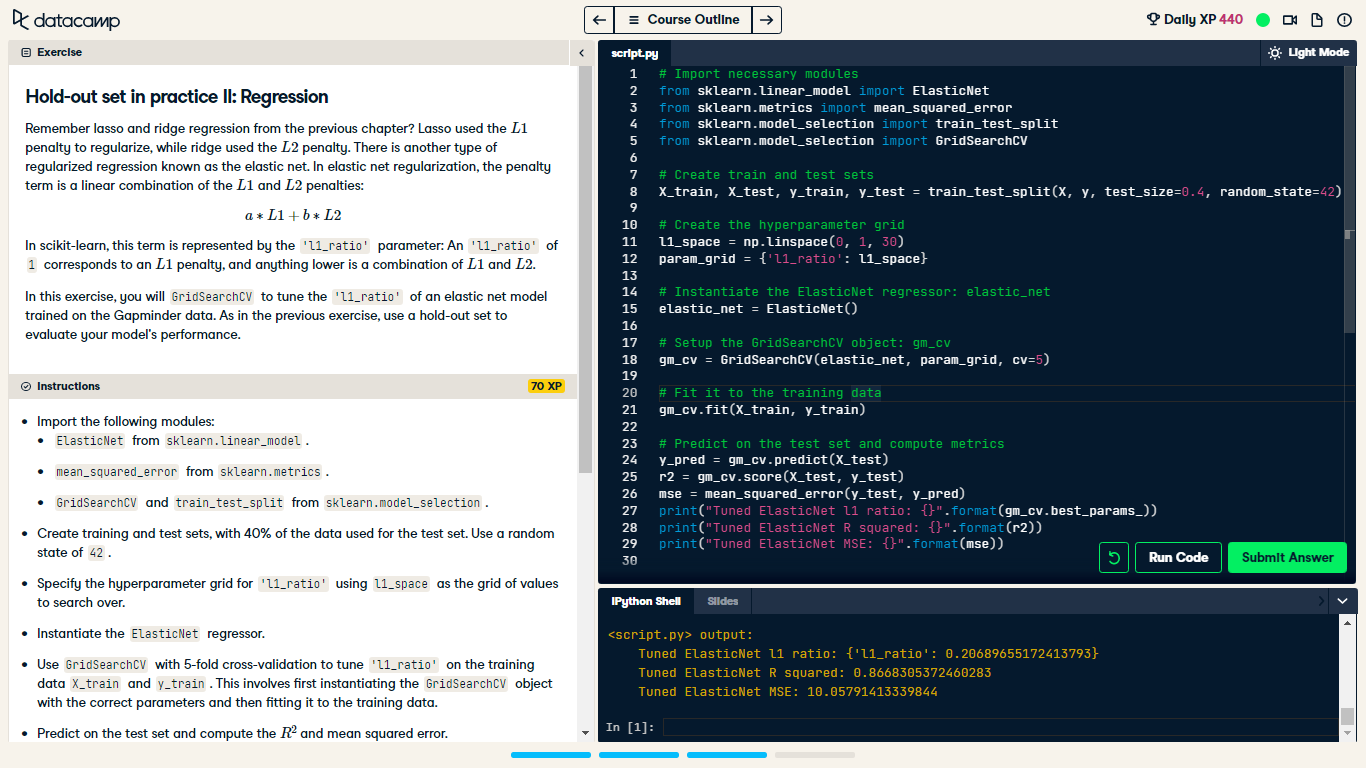 datacamp
Course Outline
Daily XP 440
Exercise
Hold-out set in practice II: Regression
Remember lasso and ridge regression from the previous chapter? Lasso used the L1
penalty to regularize, while ridge used the L2 penalty. There is another type of
regularized regression known as the elastic net. In elastic net regularization, the penalty
term is a linear combination of the L1 and L2 penalties:
a ∗ L1 + b ∗ L2
In scikit-learn, this term is represented by the 'l1_ratio' parameter: An 'l1_ratio' of
1 corresponds to an L1 penalty, and anything lower is a combination of L1 and L2.
In this exercise, you will GridSearchCV to tune the 'l1_ratio' of an elastic net model
trained on the Gapminder data. As in the previous exercise, use a hold-out set to
evaluate your model's performance.
Instructions
70 XP
• Import the following modules:
• ElasticNet from sklearn.linear_model .
• mean_squared_error from sklearn.metrics .
• GridSearchCV and train_test_split from sklearn.model_selection .
• Create training and test sets, with 40% of the data used for the test set. Use a random
state of 42 .
• Specify the hyperparameter grid for 'l1_ratio' using l1_space as the grid of values
to search over.
• Instantiate the ElasticNet regressor.
• Use GridSearchCV with 5-fold cross-validation to tune 'l1_ratio' on the training
data X_train and y_train . This involves first instantiating the GridSearchCV object
with the correct parameters and then fitting it to the training data.
• Predict on the test set and compute the R² and mean squared error.
script.py
Light Mode
1 # Import necessary modules
2 from sklearn.linear_model import ElasticNet
3 from sklearn.metrics import mean_squared_error
4 from sklearn.model_selection import train_test_split
5 from sklearn.model_selection import GridSearchCV
6
7 # Create train and test sets
8 X_train, X_test, y_train, y_test = train_test_split(X, y, test_size=0.4, random_state=42)
9
10 # Create the hyperparameter grid
11 l1_space = np.linspace(0, 1, 30)
12 param_grid = {'l1_ratio': l1_space}
13
14 # Instantiate the ElasticNet regressor: elastic_net
15 elastic_net = ElasticNet()
16
17 # Setup the GridSearchCV object: gm_cv
18 gm_cv = GridSearchCV(elastic_net, param_grid, cv=5)
19
20 # Fit it to the training data
21 gm_cv.fit(X_train, y_train)
22
23 # Predict on the test set and compute metrics
24 y_pred = gm_cv.predict(X_test)
25 r2 = gm_cv.score(X_test, y_test)
26 mse = mean_squared_error(y_test, y_pred)
27 print("Tuned ElasticNet l1 ratio: {}".format(gm_cv.best_params_))
28 print("Tuned ElasticNet R squared: {}".format(r2))
29 print("Tuned ElasticNet MSE: {}".format(mse))
30
Run Code
Submit Answer
IPython Shell
Slides
<script.py> output:
Tuned ElasticNet l1 ratio: {'l1_ratio': 0.20689655172413793}
Tuned ElasticNet R squared: 0.8668305372460283
Tuned ElasticNet MSE: 10.05791413339844
In [1]: